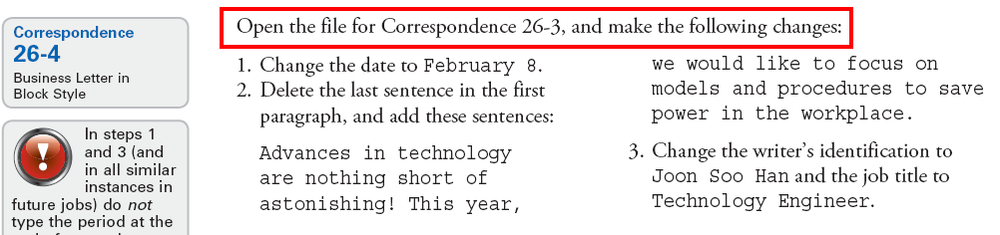 Correspondence
26-4
Business Letter in
Block Style
In steps 1
and 3 (and
in all similar
instances in
future jobs) do not
type the period at the
Open the file for Correspondence 26-3, and make the following changes:
1. Change the date to February 8.
2. Delete the last sentence in the first
paragraph, and add these sentences:
Advances in technology
are nothing short of
astonishing! This year,
we would like to focus on
models and procedures to save
power in the workplace.
3. Change the writer's identification to
Joon Soo Han and the job title to
Technology Engineer.